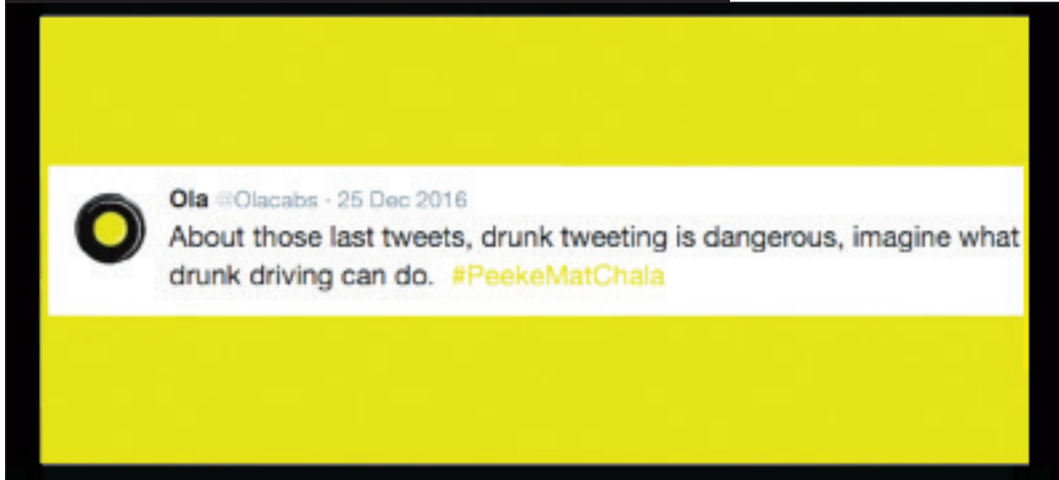 Ola @Olacabs · 25 Dec 2016
About those last tweets, drunk tweeting is dangerous, imagine what
drunk driving can do. #PeekeMatChala